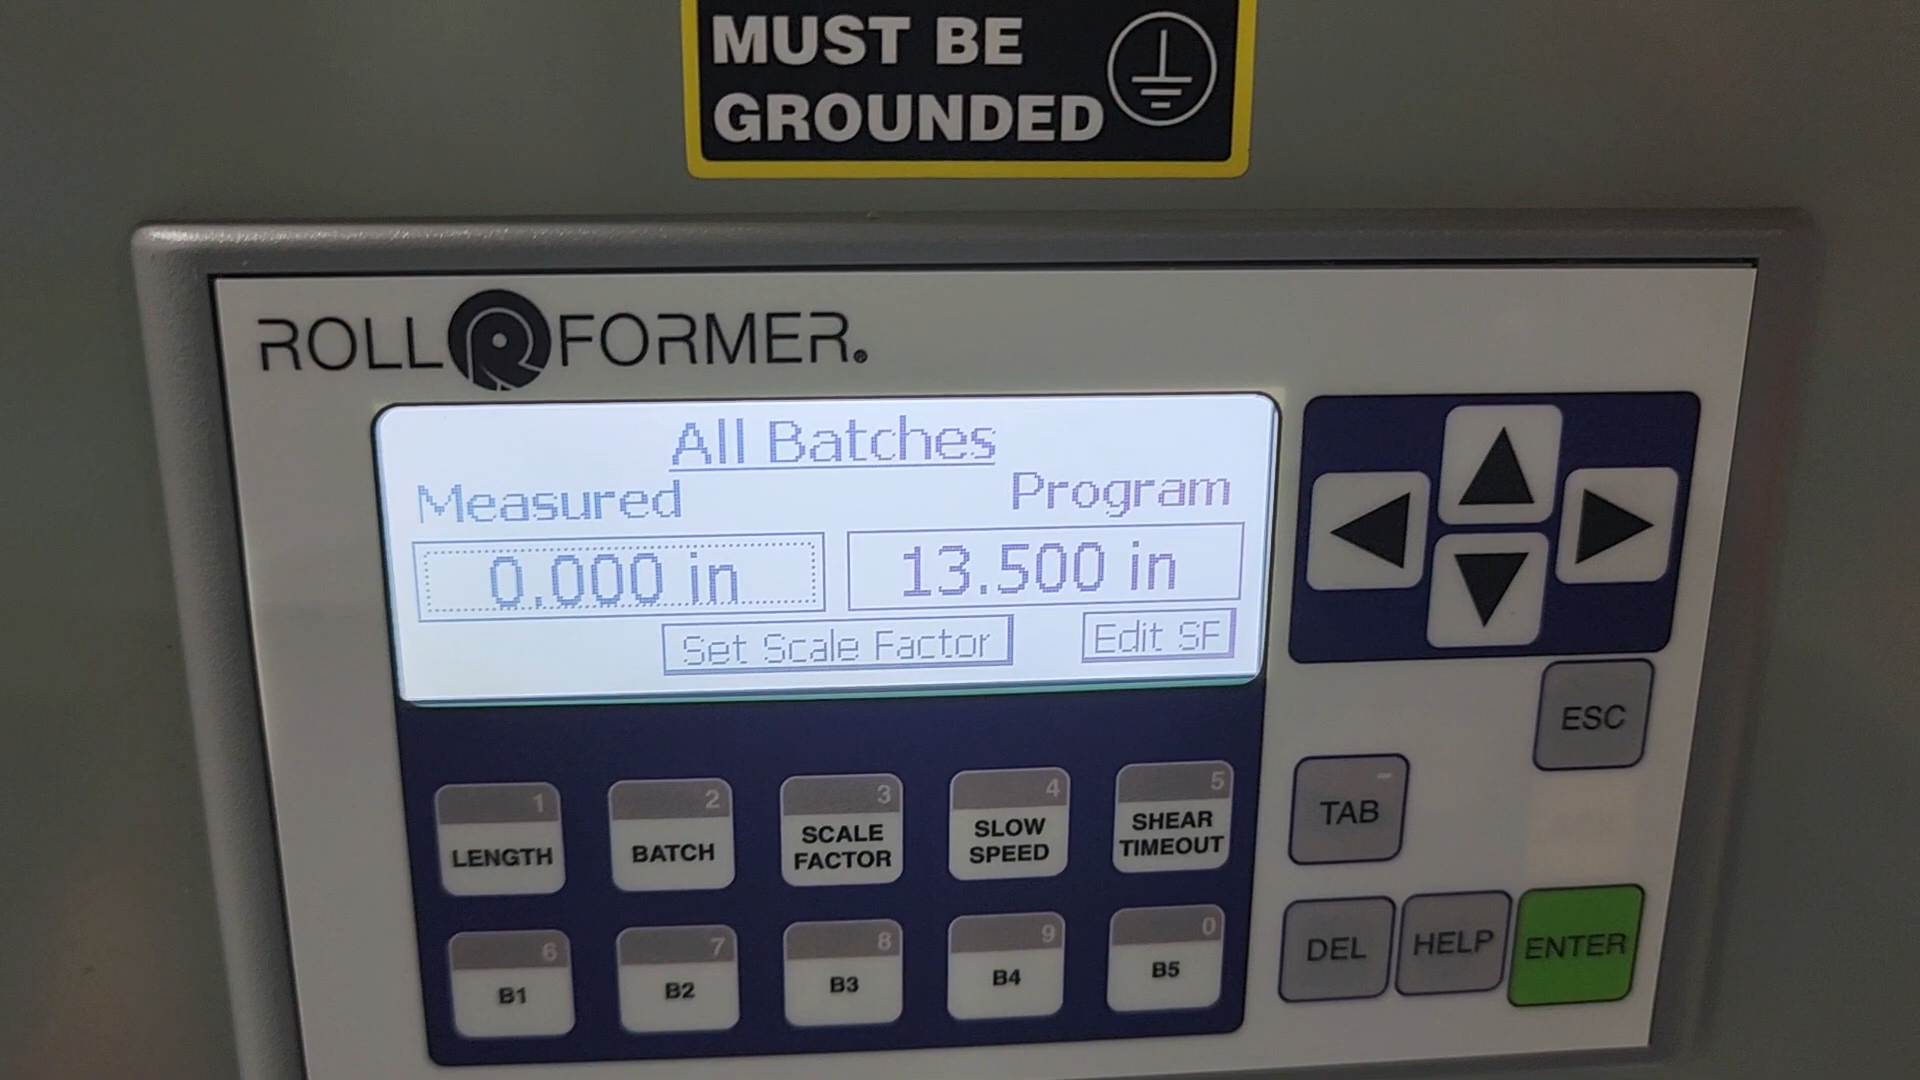 MUST BE
GROUNDED
ROLL FORMER®
All Batches
Measured Program
0.000 in 13.500 in
Set Scale Factor Edit SF
ESC
1 2 3 4 5
LENGTH BATCH SCALE FACTOR SLOW SPEED SHEAR TIMEOUT
TAB -
6 7 8 9 0
B1 B2 B3 B4 B5
DEL HELP ENTER